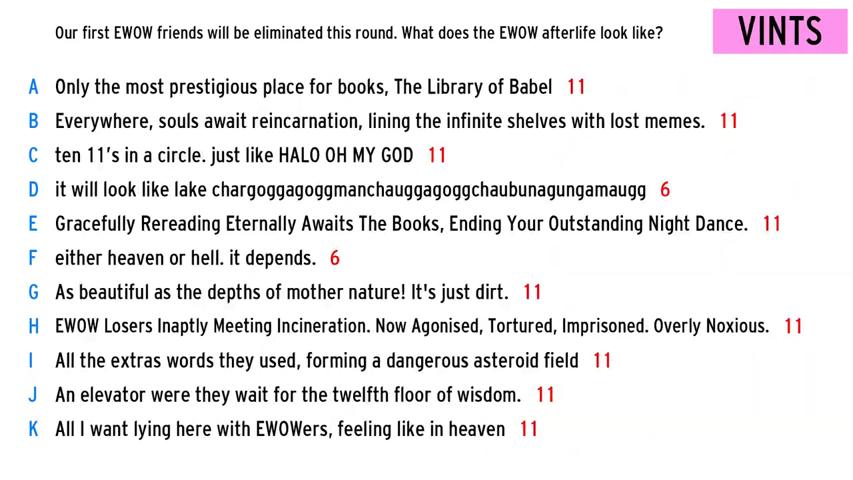 Our first EWOW friends will be eliminated this round. What does the EWOW afterlife look like?
VINTS
A Only the most prestigious place for books, The Library of Babel 11
B Everywhere, souls await reincarnation, lining the infinite shelves with lost memes. 11
C ten 11's in a circle. just like HALO OH MY GOD 11
D it will look like lake chargoggagoggmanchauggagoggchaubunagungamaugg 6
E Gracefully Rereading Eternally Awaits The Books, Ending Your Outstanding Night Dance. 11
F either heaven or hell. it depends. 6
G As beautiful as the depths of mother nature! It's just dirt. 11
H EWOW Losers Inaptly Meeting Incineration. Now Agonised, Tortured, Imprisoned. Overly Noxious. 11
I All the extras words they used, forming a dangerous asteroid field 11
J An elevator were they wait for the twelfth floor of wisdom. 11
K All I want lying here with EWOWers, feeling like in heaven 11